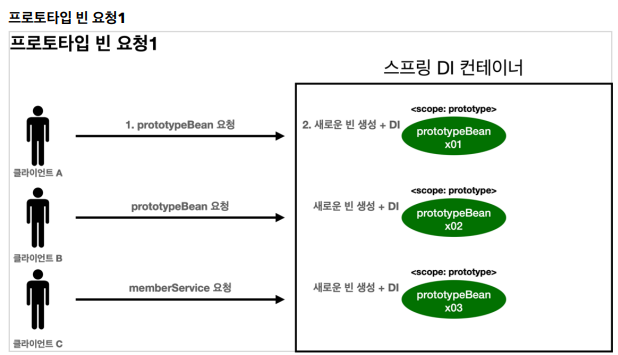 프로토타입 빈 요청1
프로토타입 빈 요청1
스프링 DI 컨테이너
<scope: prototype>
1. prototypeBean 요청
2. 새로운 빈 생성 + DI
prototypeBean
x01
클라이언트 A
<scope: prototype>
prototypeBean 요청
새로운 빈 생성 + DI
prototypeBean
x02
클라이언트 B
<scope: prototype>
memberService 요청
새로운 빈 생성 + DI
prototypeBean
x03
클라이언트 C